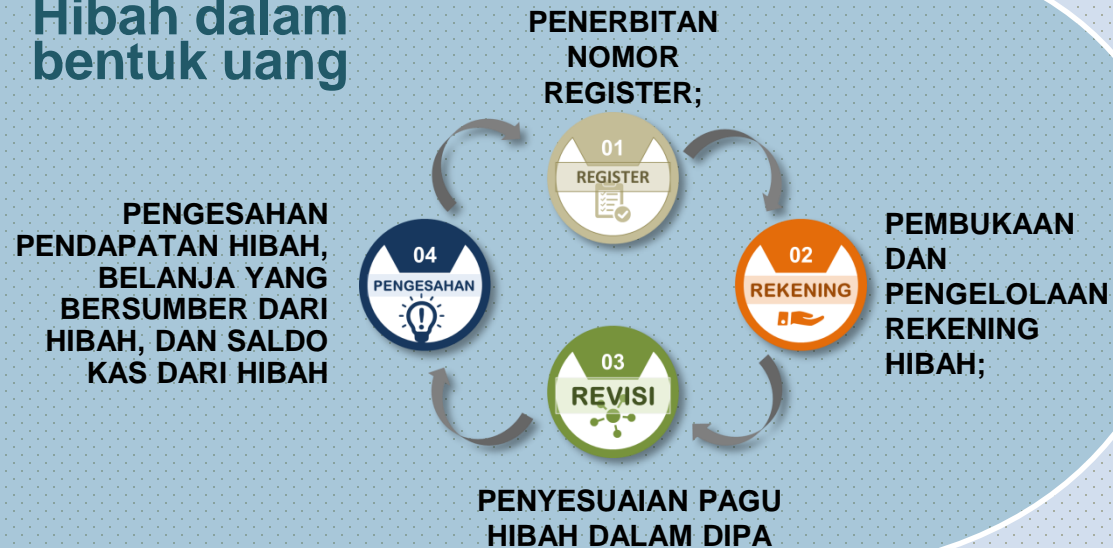 Hibah dalam
bentuk uang
PENERBITAN
NOMOR
REGISTER;
01
REGISTER
PEMBUKAAN
DAN
PENGELOLAAN
REKENING
HIBAH;
02
REKENING
03
REVISI
PENYESUAIAN PAGU
HIBAH DALAM DIPA
04
PENGESAHAN
PENGESAHAN
PENDAPATAN HIBAH,
BELANJA YANG
BERSUMBER DARI
HIBAH, DAN SALDO
KAS DARI HIBAH